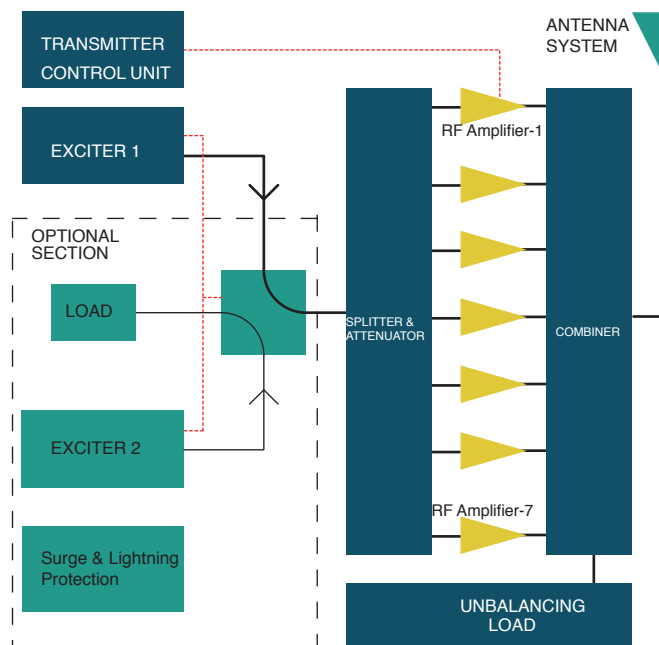 TRANSMITTER
CONTROL UNIT
ANTENNA
SYSTEM
EXCITER 1
RF Amplifier-1
OPTIONAL
SECTION
LOAD
SPLITTER &
ATTENUATOR
COMBINER
EXCITER 2
RF Amplifier-7
Surge & Lightning
Protection
UNBALANCING
LOAD